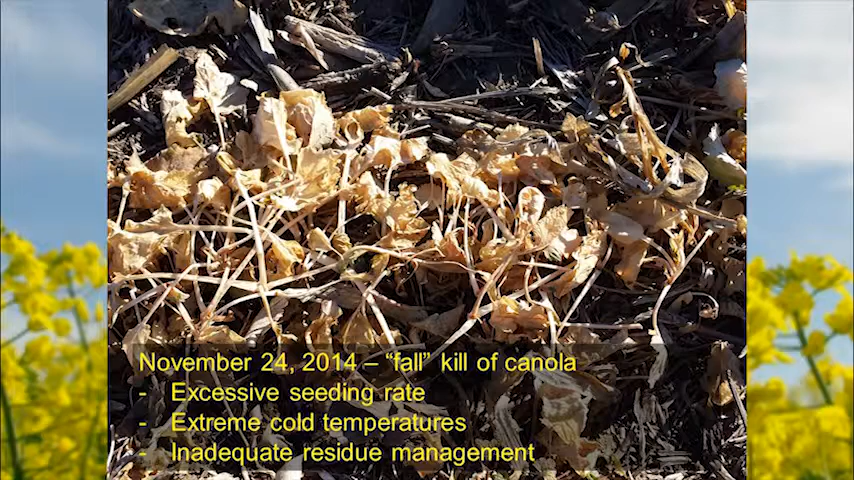 November 24, 2014 – “fall” kill of canola
- Excessive seeding rate
- Extreme cold temperatures
- Inadequate residue management